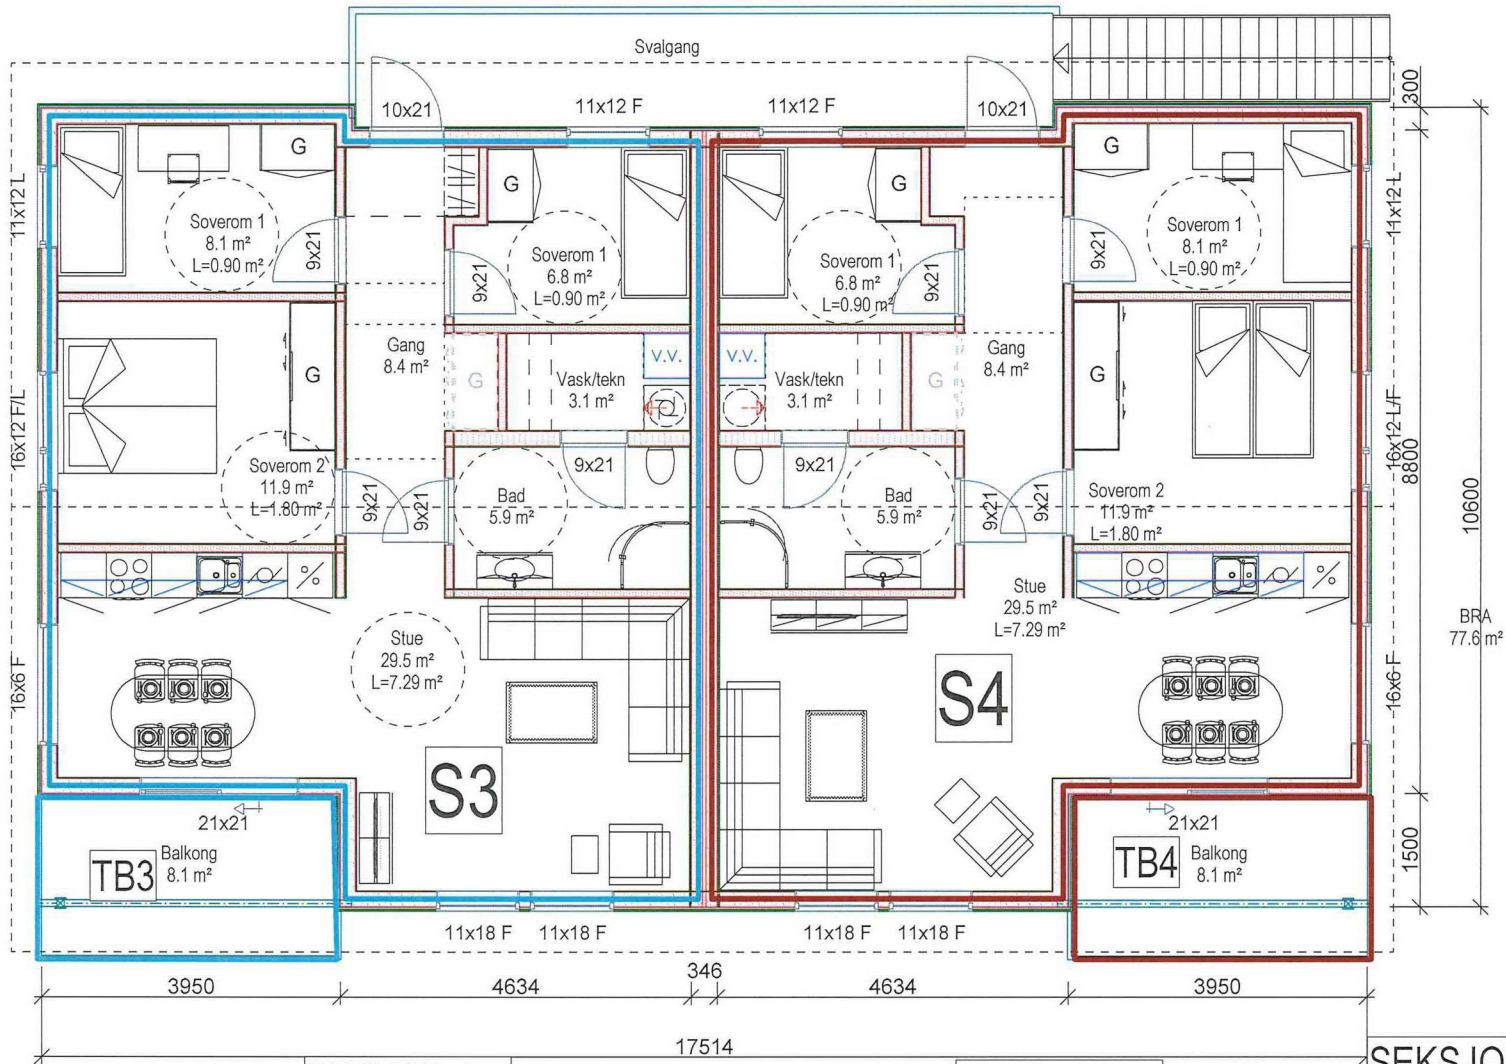 Svalgang
10x21
11x12 F
11x12 F
10x21
300
G
G
G
G
11x12 L
Soverom 1
8.1 m²
L=0.90 m²
9x21
Soverom 1
6.8 m²
L=0.90 m²
9x21
Soverom 1
6.8 m²
L=0.90 m²
9x21
Soverom 1
8.1 m²
L=0.90 m²
9x21
11x12 L
Gang
8.4 m²
G
G
Vask/tekn
3.1 m²
V.V.
V.V.
Vask/tekn
3.1 m²
G
Gang
8.4 m²
G
16x12 F/L
Soverom 2
11.9 m²
L=1.80 m²
9x21
9x21
Bad
5.9 m²
9x21
9x21
Bad
5.9 m²
9x21
9x21
Soverom 2
11.9 m²
L=1.80 m²
16x12 L/F
8800
10600
Stue
29.5 m²
L=7.29 m²
Stue
29.5 m²
L=7.29 m²
BRA
77.6 m²
16x6 F
16x6 F
S3
S4
21x21
21x21
TB3
Balkong
8.1 m²
TB4
Balkong
8.1 m²
1500
11x18 F
11x18 F
11x18 F
11x18 F
3950
4634
346
4634
3950
17514
SEKSJO